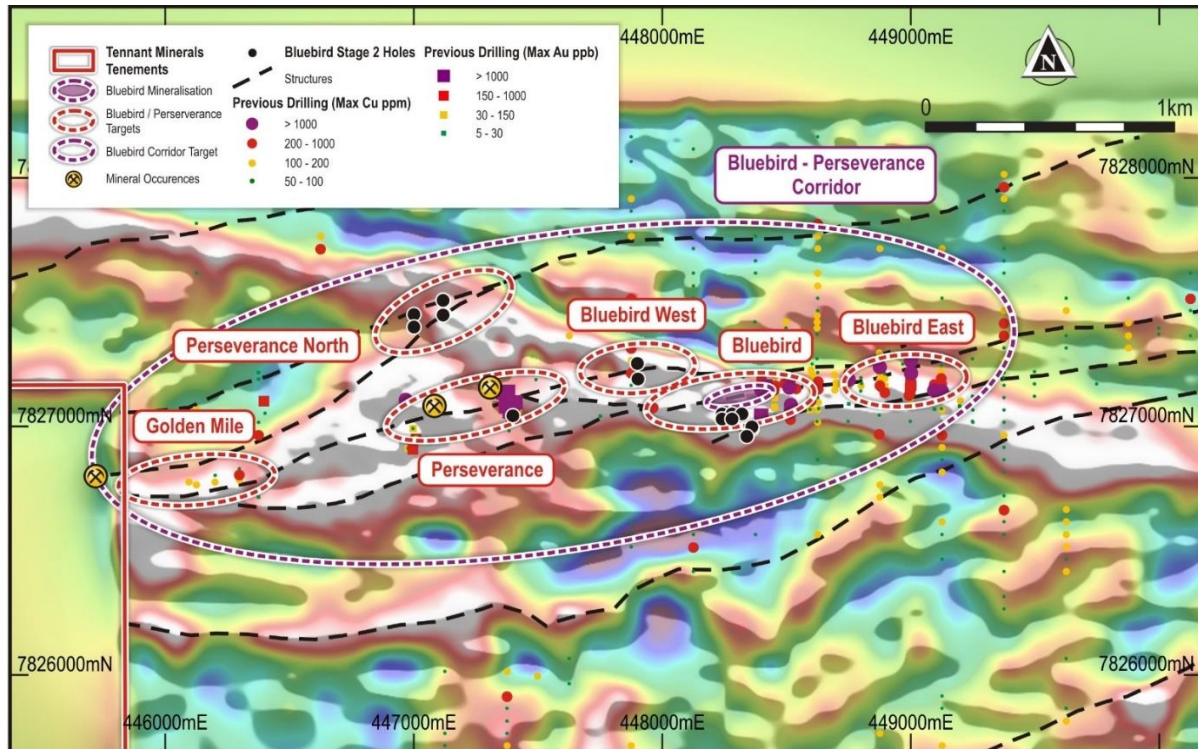 448000mE
449000mE
Tennant Minerals
Tenements
Bluebird Mineralisation
Bluebird / Perseverance
Targets
Bluebird Corridor Target
Mineral Occurences
Bluebird Stage 2 Holes
Structures
Previous Drilling (Max Cu ppm)
> 1000
200 - 1000
100 - 200
50 - 100
Previous Drilling (Max Au ppb)
> 1000
150 - 1000
30 - 150
5 - 30
N
0
1km
7828000mN
Bluebird - Perseverance
Corridor
Perseverance North
Bluebird West
Bluebird
Bluebird East
7827000mN
7827000mN
Golden Mile
Perseverance
7826000mN
7826000mN
446000mE
447000mE
448000mE
449000mE